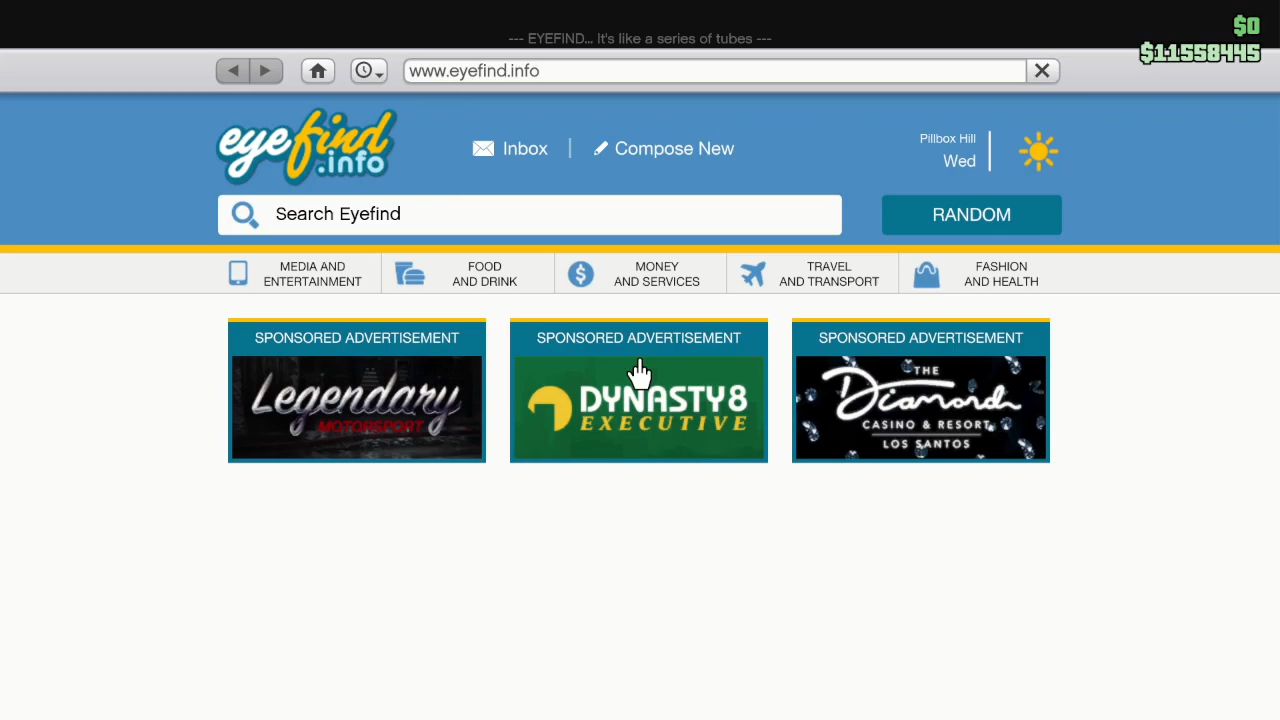 $0
--- EYEFIND... It's like a series of tubes ---
$11558445
www.eyefind.info
eyefind
.info
Inbox
Compose New
Pillbox Hill
Wed
Search Eyefind
RANDOM
MEDIA AND
ENTERTAINMENT
FOOD
AND DRINK
MONEY
AND SERVICES
TRAVEL
AND TRANSPORT
FASHION
AND HEALTH
SPONSORED ADVERTISEMENT
Legendary
MOTORSPORT
SPONSORED ADVERTISEMENT
DYNASTY8
EXECUTIVE
SPONSORED ADVERTISEMENT
THE
Diamond
CASINO & RESORT
LOS SANTOS